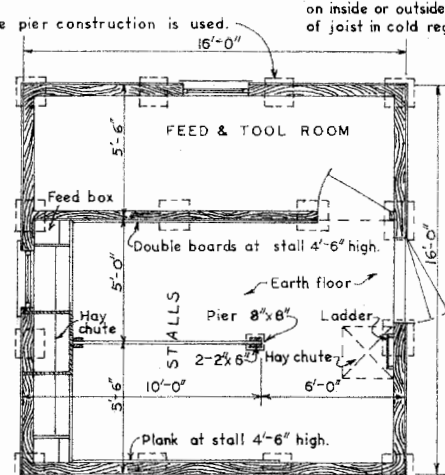 on inside or outside
e pier construction is used.
of joist in cold reg
16'-0"
FEED & TOOL ROOM
5'-6"
Feed box
Double boards at stall 4'-6" high.
16'-0"
5'-0"
Earth floor
STALLS
Pier 8"x8"
Ladder
Hay
chute
2-2"x6"
Hay chute
10'-0"
6'-0"
5'-6"
Plank at stall 4'-6" high.